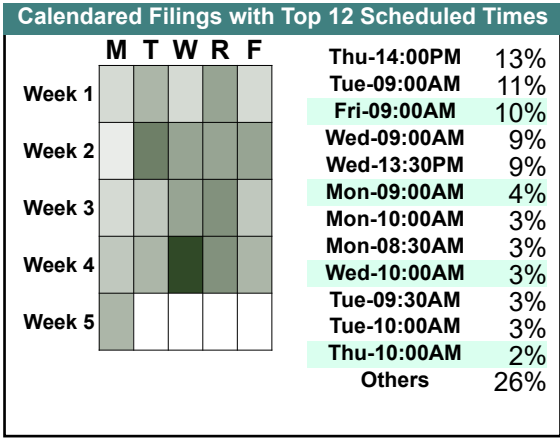 Calendared Filings with Top 12 Scheduled Times
M T W R F
Week 1
Week 2
Week 3
Week 4
Week 5
Thu-14:00PM 13%
Tue-09:00AM 11%
Fri-09:00AM 10%
Wed-09:00AM 9%
Wed-13:30PM 9%
Mon-09:00AM 4%
Mon-10:00AM 3%
Mon-08:30AM 3%
Wed-10:00AM 3%
Tue-09:30AM 3%
Tue-10:00AM 3%
Thu-10:00AM 2%
Others 26%